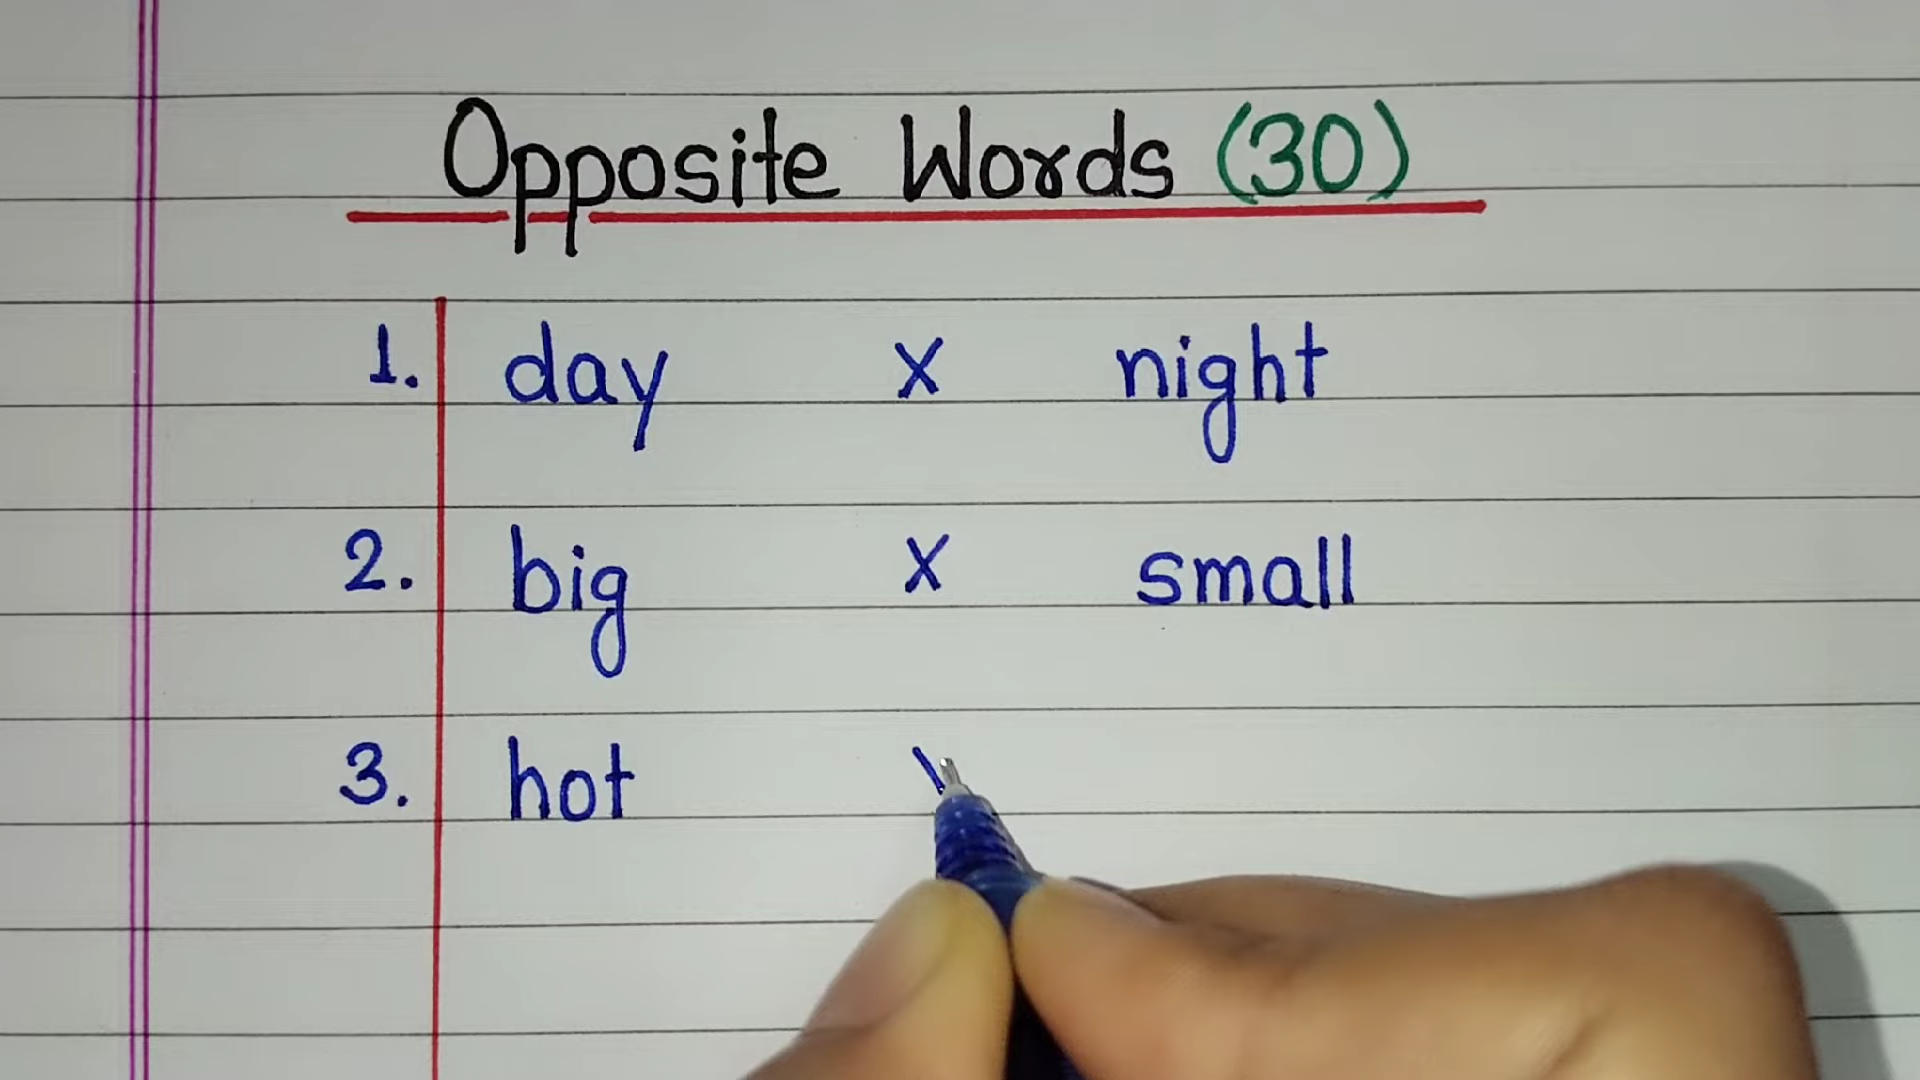 Opposite Words (30)
1. day x night
2. big x small
3. hot